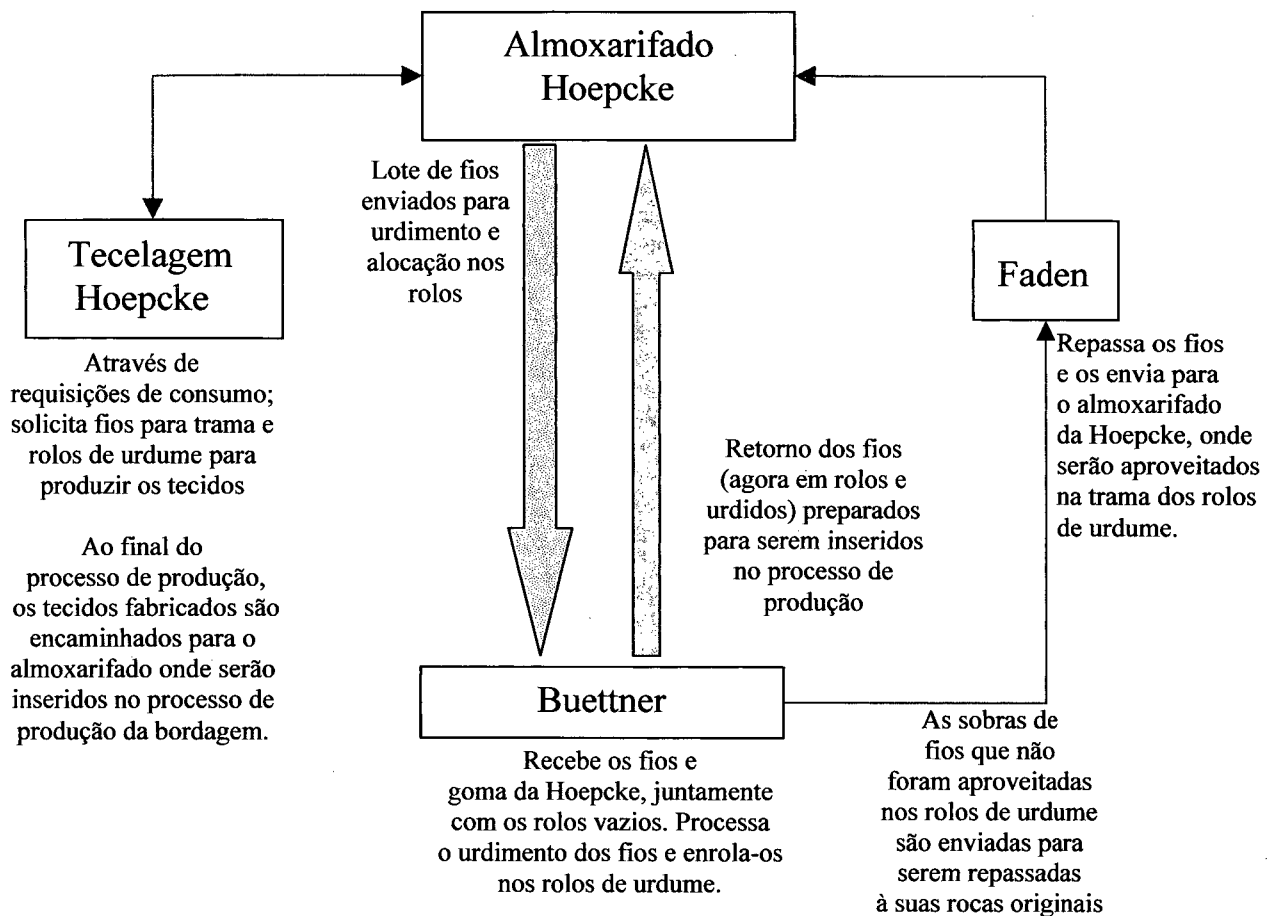 Almoxarifado
Hoepcke
Lote de fios
enviados para
urdimento e
alocação nos
rolos
Tecelagem
Hoepcke
Através de
requisições de consumo;
solicita fios para trama e
rolos de urdume para
produzir os tecidos
Ao final do
processo de produção,
os tecidos fabricados são
encaminhados para o
almoxarifado onde serão
inseridos no processo de
produção da bordagem.
Faden
Repassa os fios
e os envia para
o almoxarifado
da Hoepcke, onde
serão aproveitados
na trama dos rolos
de urdume.
Retorno dos fios
(agora em rolos e
urdidos) preparados
para serem inseridos
no processo de
produção
Buettner
Recebe os fios e
goma da Hoepcke, juntamente
com os rolos vazios. Processa
o urdimento dos fios e enrola-os
nos rolos de urdume.
As sobras de
fios que não
foram aproveitadas
nos rolos de urdume
são enviadas para
serem repassadas
à suas rocas originais